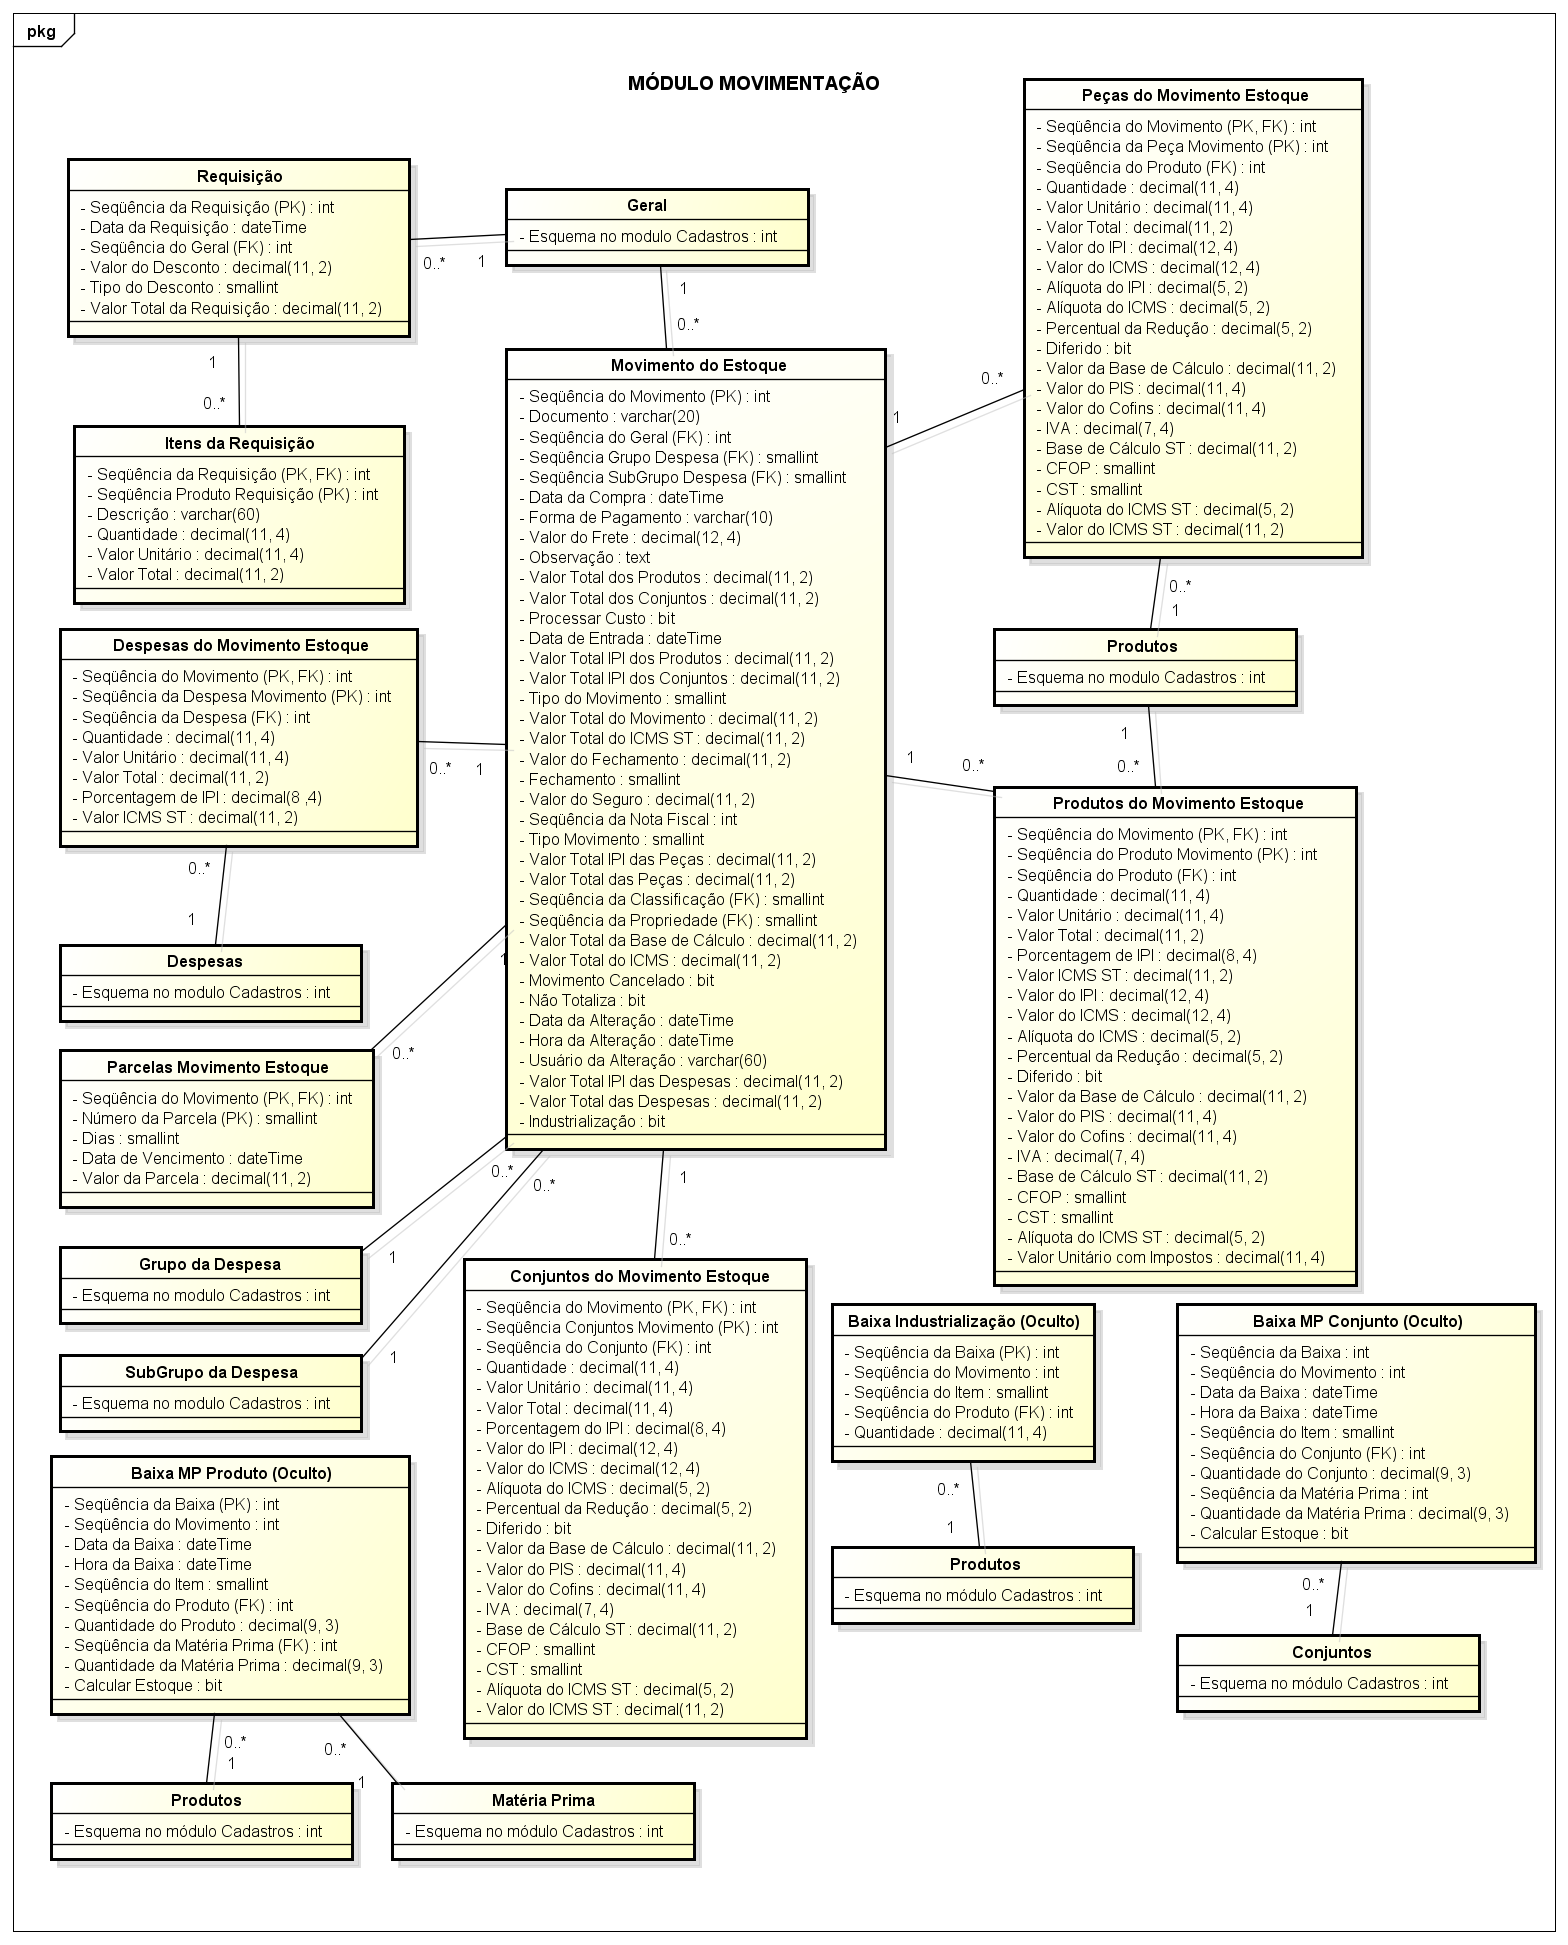 pkg
MÓDULO MOVIMENTAÇÃO
Requisição
- Seqüência da Requisição (PK) : int
- Data da Requisição : dateTime
- Seqüência do Geral (FK) : int
- Valor do Desconto : decimal(11, 2)
- Tipo do Desconto : smallint
- Valor Total da Requisição : decimal(11, 2)
0..*
1
Geral
- Esquema no modulo Cadastros : int
1
0..*
1
0..*
Itens da Requisição
- Seqüência da Requisição (PK, FK) : int
- Seqüência Produto Requisição (PK) : int
- Descrição : varchar(60)
- Quantidade : decimal(11, 4)
- Valor Unitário : decimal(11, 4)
- Valor Total : decimal(11, 2)
Despesas do Movimento Estoque
- Seqüência do Movimento (PK, FK) : int
- Seqüência da Despesa Movimento (PK) : int
- Seqüência da Despesa (FK) : int
- Quantidade : decimal(11, 4)
- Valor Unitário : decimal(11, 4)
- Valor Total : decimal(11, 2)
- Porcentagem de IPI : decimal(8 ,4)
- Valor ICMS ST : decimal(11, 2)
0..*
1
0..*
1
Despesas
- Esquema no modulo Cadastros : int
Parcelas Movimento Estoque
- Seqüência do Movimento (PK, FK) : int
- Número da Parcela (PK) : smallint
- Dias : smallint
- Data de Vencimento : dateTime
- Valor da Parcela : decimal(11, 2)
1
0..*
Grupo da Despesa
- Esquema no modulo Cadastros : int
0..*
1
SubGrupo da Despesa
- Esquema no modulo Cadastros : int
0..*
1
Movimento do Estoque
- Seqüência do Movimento (PK) : int
- Documento : varchar(20)
- Seqüência do Geral (FK) : int
- Seqüência Grupo Despesa (FK) : smallint
- Seqüência SubGrupo Despesa (FK) : smallint
- Data da Compra : dateTime
- Forma de Pagamento : varchar(10)
- Valor do Frete : decimal(12, 4)
- Observação : text
- Valor Total dos Produtos : decimal(11, 2)
- Valor Total dos Conjuntos : decimal(11, 2)
- Processar Custo : bit
- Data de Entrada : dateTime
- Valor Total IPI dos Produtos : decimal(11, 2)
- Valor Total IPI dos Conjuntos : decimal(11, 2)
- Tipo do Movimento : smallint
- Valor Total do Movimento : decimal(11, 2)
- Valor Total do ICMS ST : decimal(11, 2)
- Valor do Fechamento : decimal(11, 2)
- Fechamento : smallint
- Valor do Seguro : decimal(11, 2)
- Seqüência da Nota Fiscal : int
- Tipo Movimento : smallint
- Valor Total IPI das Peças : decimal(11, 2)
- Valor Total das Peças : decimal(11, 2)
- Seqüência da Classificação (FK) : smallint
- Seqüência da Propriedade (FK) : smallint
- Valor Total da Base de Cálculo : decimal(11, 2)
- Valor Total do ICMS : decimal(11, 2)
- Movimento Cancelado : bit
- Não Totaliza : bit
- Data da Alteração : dateTime
- Hora da Alteração : dateTime
- Usuário da Alteração : varchar(60)
- Valor Total IPI das Despesas : decimal(11, 2)
- Valor Total das Despesas : decimal(11, 2)
- Industrialização : bit
0..*
1
Peças do Movimento Estoque
- Seqüência do Movimento (PK, FK) : int
- Seqüência da Peça Movimento (PK) : int
- Seqüência do Produto (FK) : int
- Quantidade : decimal(11, 4)
- Valor Unitário : decimal(11, 4)
- Valor Total : decimal(11, 2)
- Valor do IPI : decimal(12, 4)
- Valor do ICMS : decimal(12, 4)
- Alíquota do IPI : decimal(5, 2)
- Alíquota do ICMS : decimal(5, 2)
- Percentual da Redução : decimal(5, 2)
- Diferido : bit
- Valor da Base de Cálculo : decimal(11, 2)
- Valor do PIS : decimal(11, 4)
- Valor do Cofins : decimal(11, 4)
- IVA : decimal(7, 4)
- Base de Cálculo ST : decimal(11, 2)
- CFOP : smallint
- CST : smallint
- Alíquota do ICMS ST : decimal(5, 2)
- Valor do ICMS ST : decimal(11, 2)
0..*
1
Produtos
- Esquema no modulo Cadastros : int
1
0..*
1
0..*
Produtos do Movimento Estoque
- Seqüência do Movimento (PK, FK) : int
- Seqüência do Produto Movimento (PK) : int
- Seqüência do Produto (FK) : int
- Quantidade : decimal(11, 4)
- Valor Unitário : decimal(11, 4)
- Valor Total : decimal(11, 2)
- Porcentagem de IPI : decimal(8, 4)
- Valor ICMS ST : decimal(11, 2)
- Valor do IPI : decimal(12, 4)
- Valor do ICMS : decimal(12, 4)
- Alíquota do ICMS : decimal(5, 2)
- Percentual da Redução : decimal(5, 2)
- Diferido : bit
- Valor da Base de Cálculo : decimal(11, 2)
- Valor do PIS : decimal(11, 4)
- Valor do Cofins : decimal(11, 4)
- IVA : decimal(7, 4)
- Base de Cálculo ST : decimal(11, 2)
- CFOP : smallint
- CST : smallint
- Alíquota do ICMS ST : decimal(5, 2)
- Valor Unitário com Impostos : decimal(11, 4)
1
0..*
Conjuntos do Movimento Estoque
- Seqüência do Movimento (PK, FK) : int
- Seqüência Conjuntos Movimento (PK) : int
- Seqüência do Conjunto (FK) : int
- Quantidade : decimal(11, 4)
- Valor Unitário : decimal(11, 4)
- Valor Total : decimal(11, 4)
- Porcentagem do IPI : decimal(8, 4)
- Valor do IPI : decimal(12, 4)
- Valor do ICMS : decimal(12, 4)
- Alíquota do ICMS : decimal(5, 2)
- Percentual da Redução : decimal(5, 2)
- Diferido : bit
- Valor da Base de Cálculo : decimal(11, 2)
- Valor do PIS : decimal(11, 4)
- Valor do Cofins : decimal(11, 4)
- IVA : decimal(7, 4)
- Base de Cálculo ST : decimal(11, 2)
- CFOP : smallint
- CST : smallint
- Alíquota do ICMS ST : decimal(5, 2)
- Valor do ICMS ST : decimal(11, 2)
Baixa Industrialização (Oculto)
- Seqüência da Baixa (PK) : int
- Seqüência do Movimento : int
- Seqüência do Item : smallint
- Seqüência do Produto (FK) : int
- Quantidade : decimal(11, 4)
0..*
1
Produtos
- Esquema no módulo Cadastros : int
Baixa MP Conjunto (Oculto)
- Seqüência da Baixa : int
- Seqüência do Movimento : int
- Data da Baixa : dateTime
- Hora da Baixa : dateTime
- Seqüência do Item : smallint
- Seqüência do Conjunto (FK) : int
- Quantidade do Conjunto : decimal(9, 3)
- Seqüência da Matéria Prima : int
- Quantidade da Matéria Prima : decimal(9, 3)
- Calcular Estoque : bit
0..*
1
Conjuntos
- Esquema no módulo Cadastros : int
Baixa MP Produto (Oculto)
- Seqüência da Baixa (PK) : int
- Seqüência do Movimento : int
- Data da Baixa : dateTime
- Hora da Baixa : dateTime
- Seqüência do Item : smallint
- Seqüência do Produto (FK) : int
- Quantidade do Produto : decimal(9, 3)
- Seqüência da Matéria Prima (FK) : int
- Quantidade da Matéria Prima : decimal(9, 3)
- Calcular Estoque : bit
0..*
1
0..*
1
Produtos
- Esquema no módulo Cadastros : int
Matéria Prima
- Esquema no módulo Cadastros : int